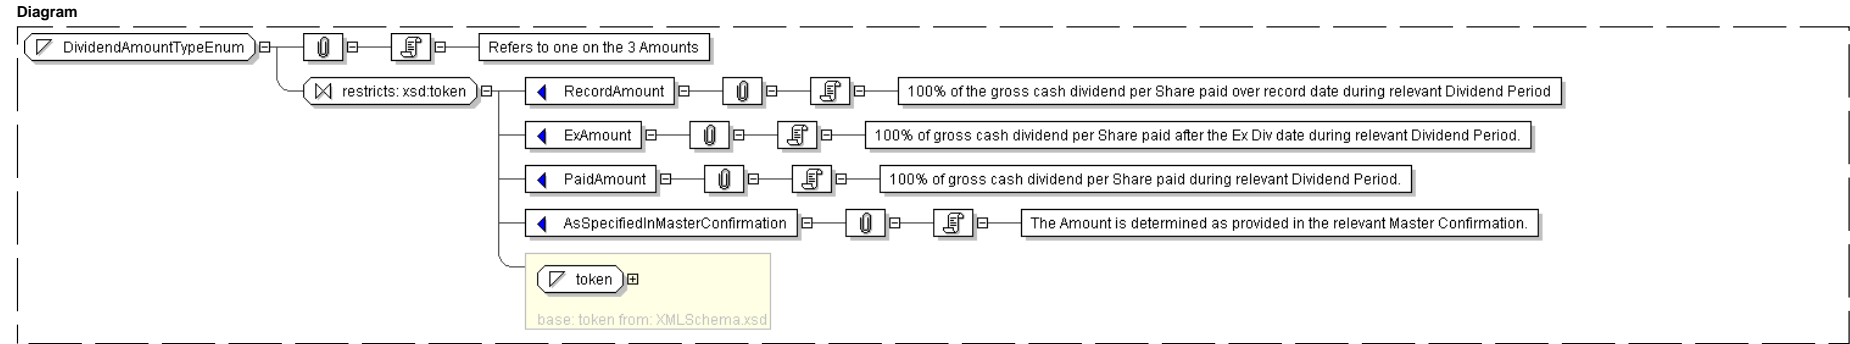 Diagram
DividendAmountTypeEnum
Refers to one on the 3 Amounts
restricts: xsd:token
RecordAmount
100% of the gross cash dividend per Share paid over record date during relevant Dividend Period
ExAmount
100% of gross cash dividend per Share paid after the Ex Div date during relevant Dividend Period.
PaidAmount
100% of gross cash dividend per Share paid during relevant Dividend Period.
AsSpecifiedInMasterConfirmation
The Amount is determined as provided in the relevant Master Confirmation.
token
base: token from: XMLSchema.xsd